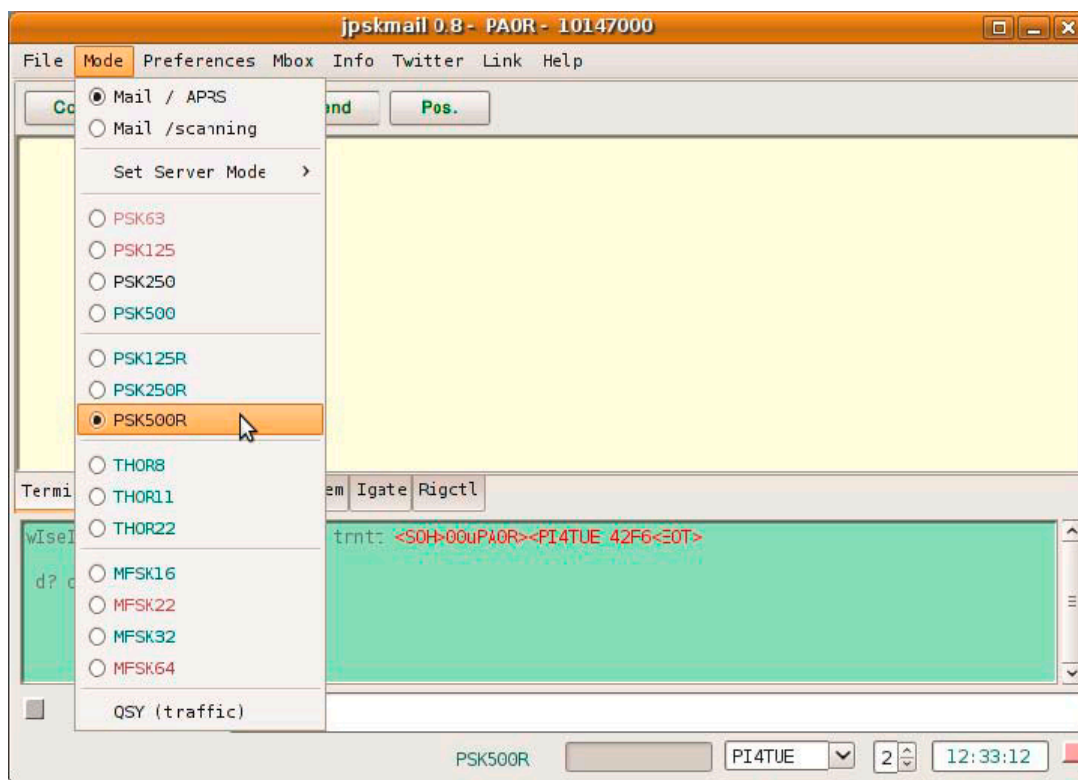 jpskmail 0.8 - PA0R - 10147000
File Mode Preferences Mbox Info Twitter Link Help
Pos.
Mail / APRS
Mail /scanning
Set Server Mode >
PSK63
PSK125
PSK250
PSK500
PSK125R
PSK250R
PSK500R
THOR8
THOR11
THOR22
MFSK16
MFSK22
MFSK32
MFSK64
QSY (traffic)
Igate Rigctl
<SOH>00uPA0R><PI4TUE 42F6<EOT>
PSK500R PI4TUE 2 12:33:12